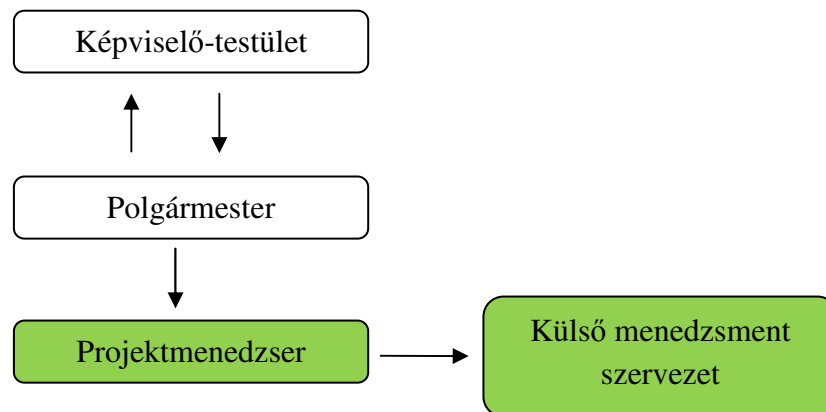 Képviselő-testület
Polgármester
Projektmenedzser
Külső menedzsment
szervezet